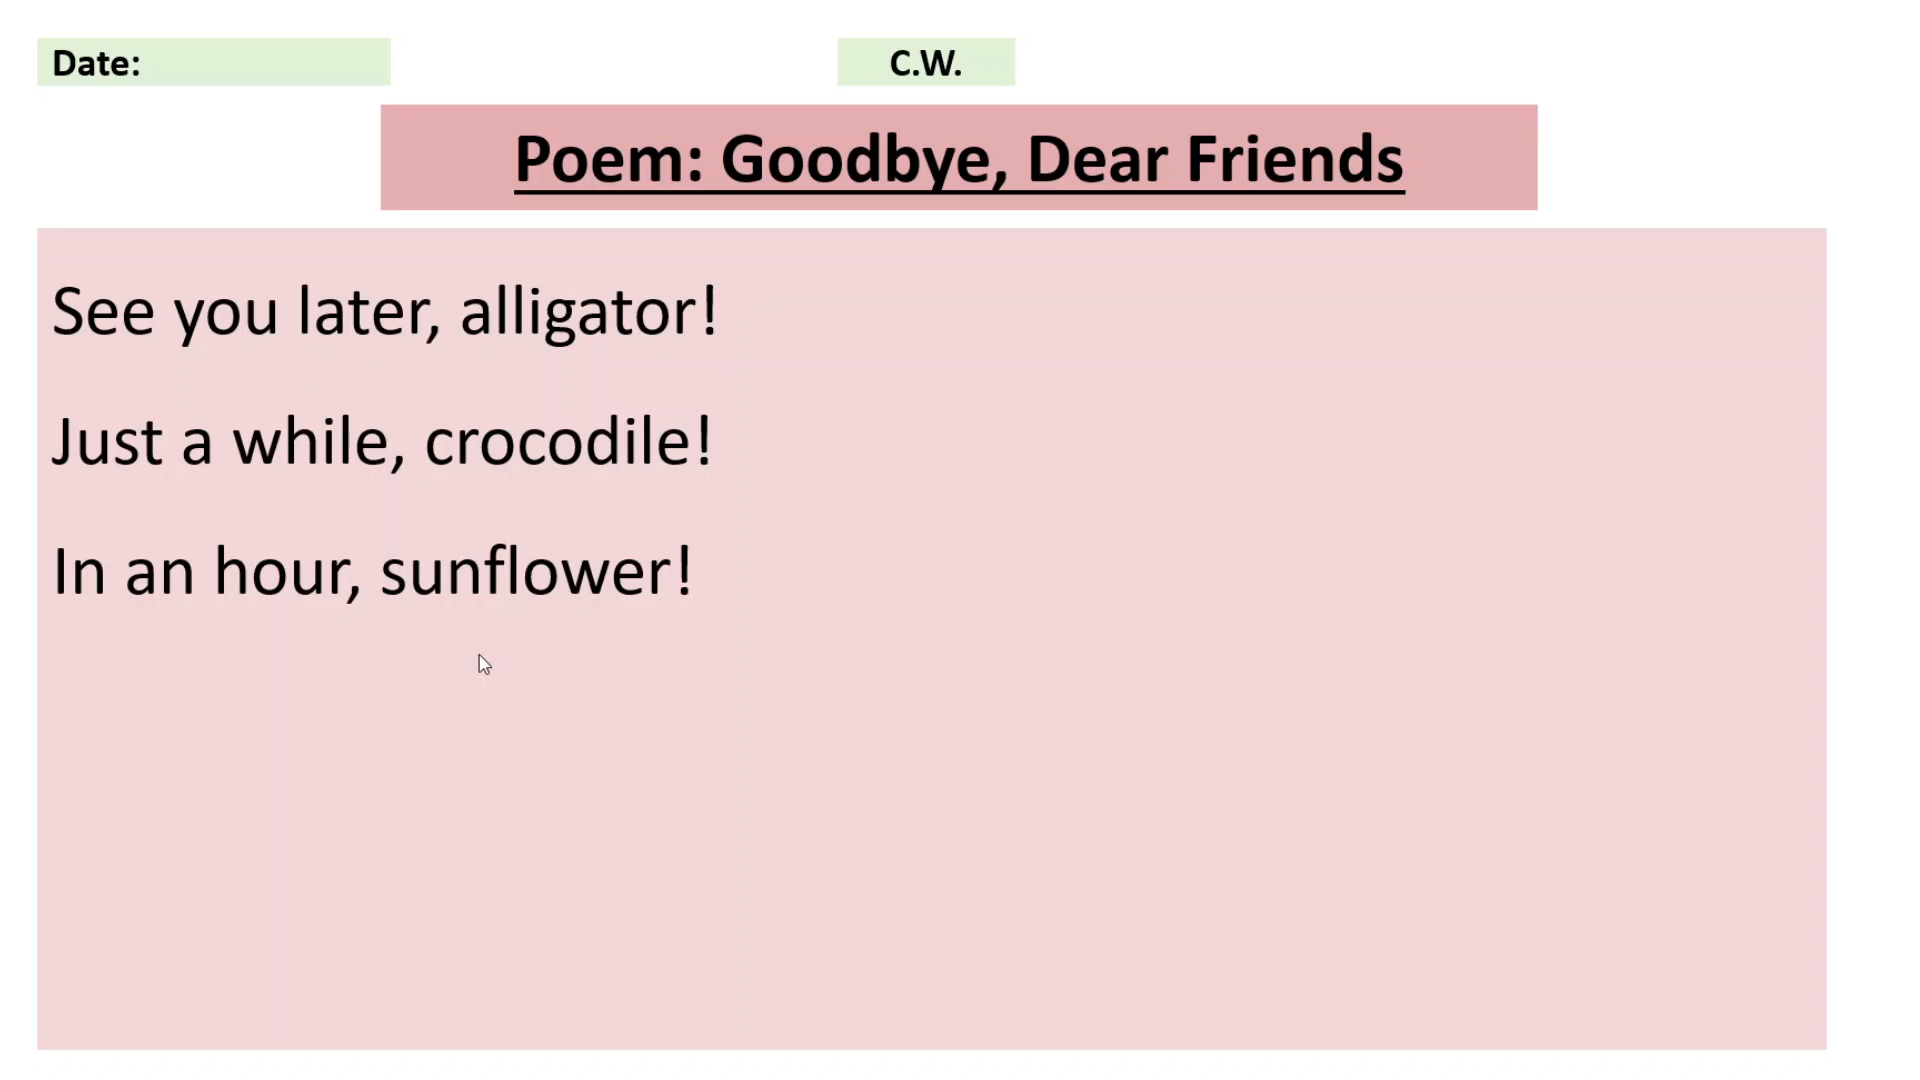 Date:
C.W.
Poem: Goodbye, Dear Friends
See you later, alligator!
Just a while, crocodile!
In an hour, sunflower!